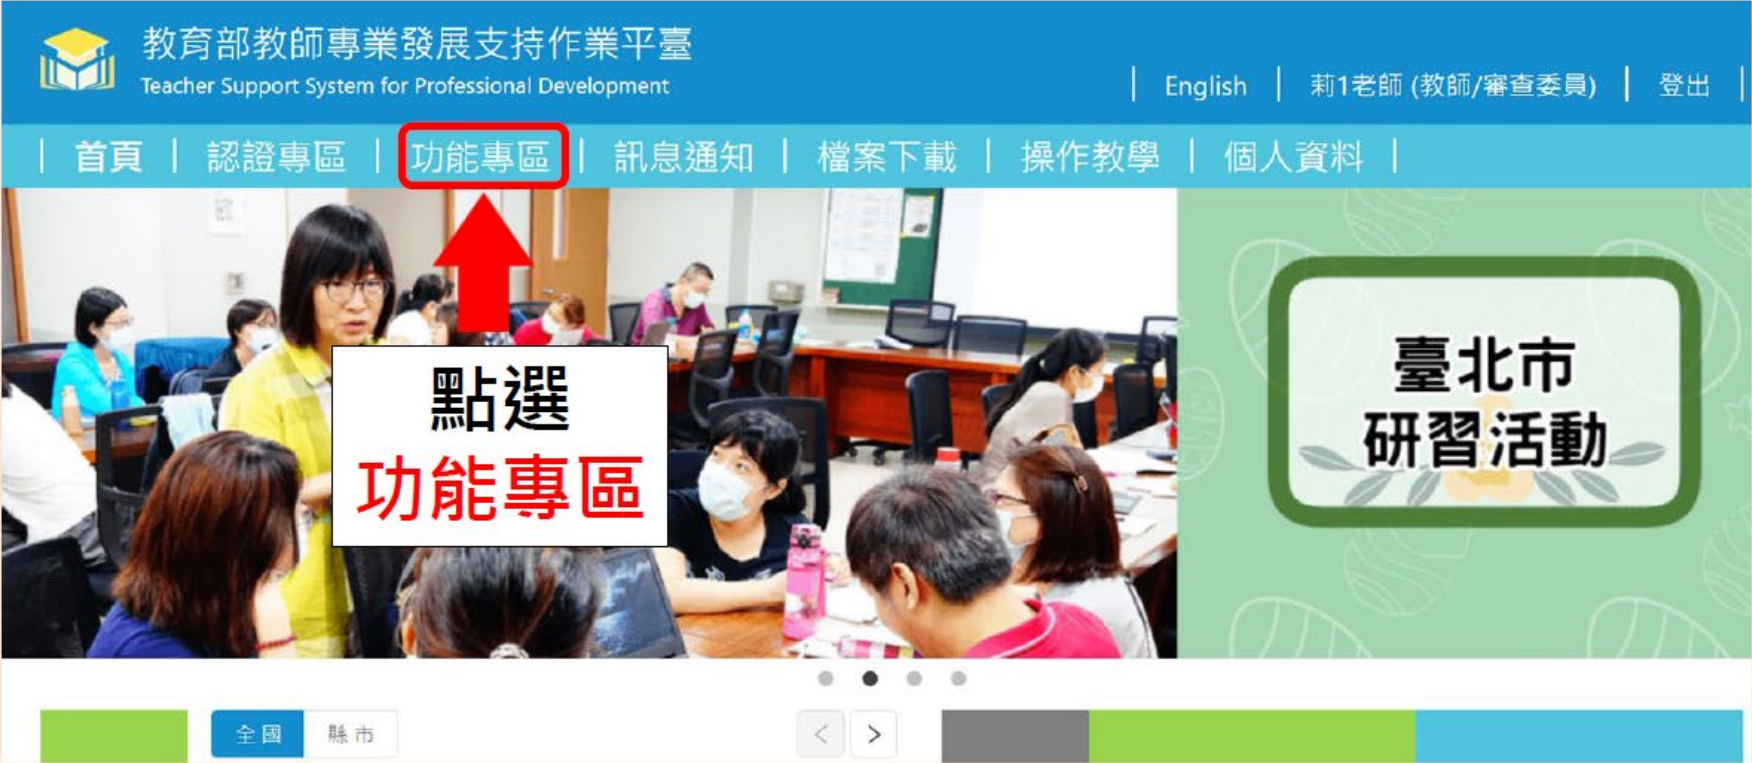 教育部教師專業發展支持作業平臺
Teacher Support System for Professional Development
English | 莉1老師 (教師/審查委員) | 登出
首頁 | 認證專區 | 功能專區 | 訊息通知 | 檔案下載 | 操作教學 | 個人資料
點選
功能專區
臺北市
研習活動
全國 縣市